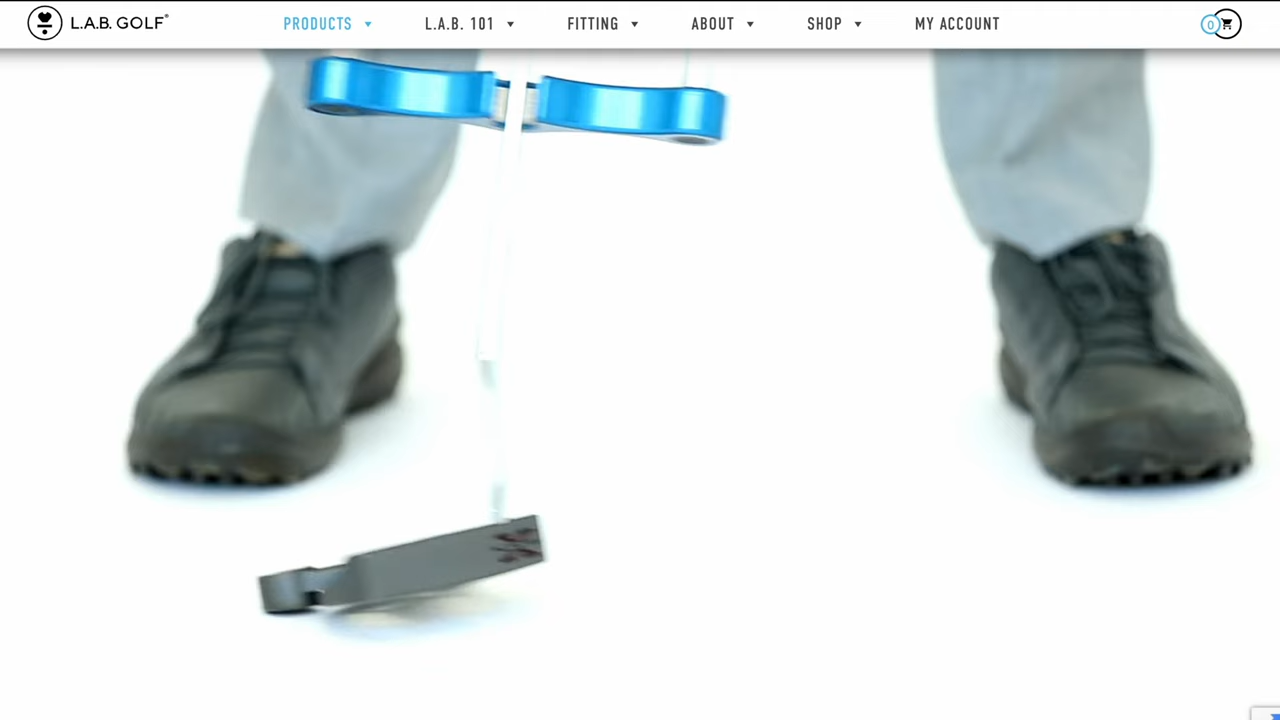 L.A.B. GOLF®
PRODUCTS
L.A.B. 101
FITTING
ABOUT
SHOP
MY ACCOUNT
0